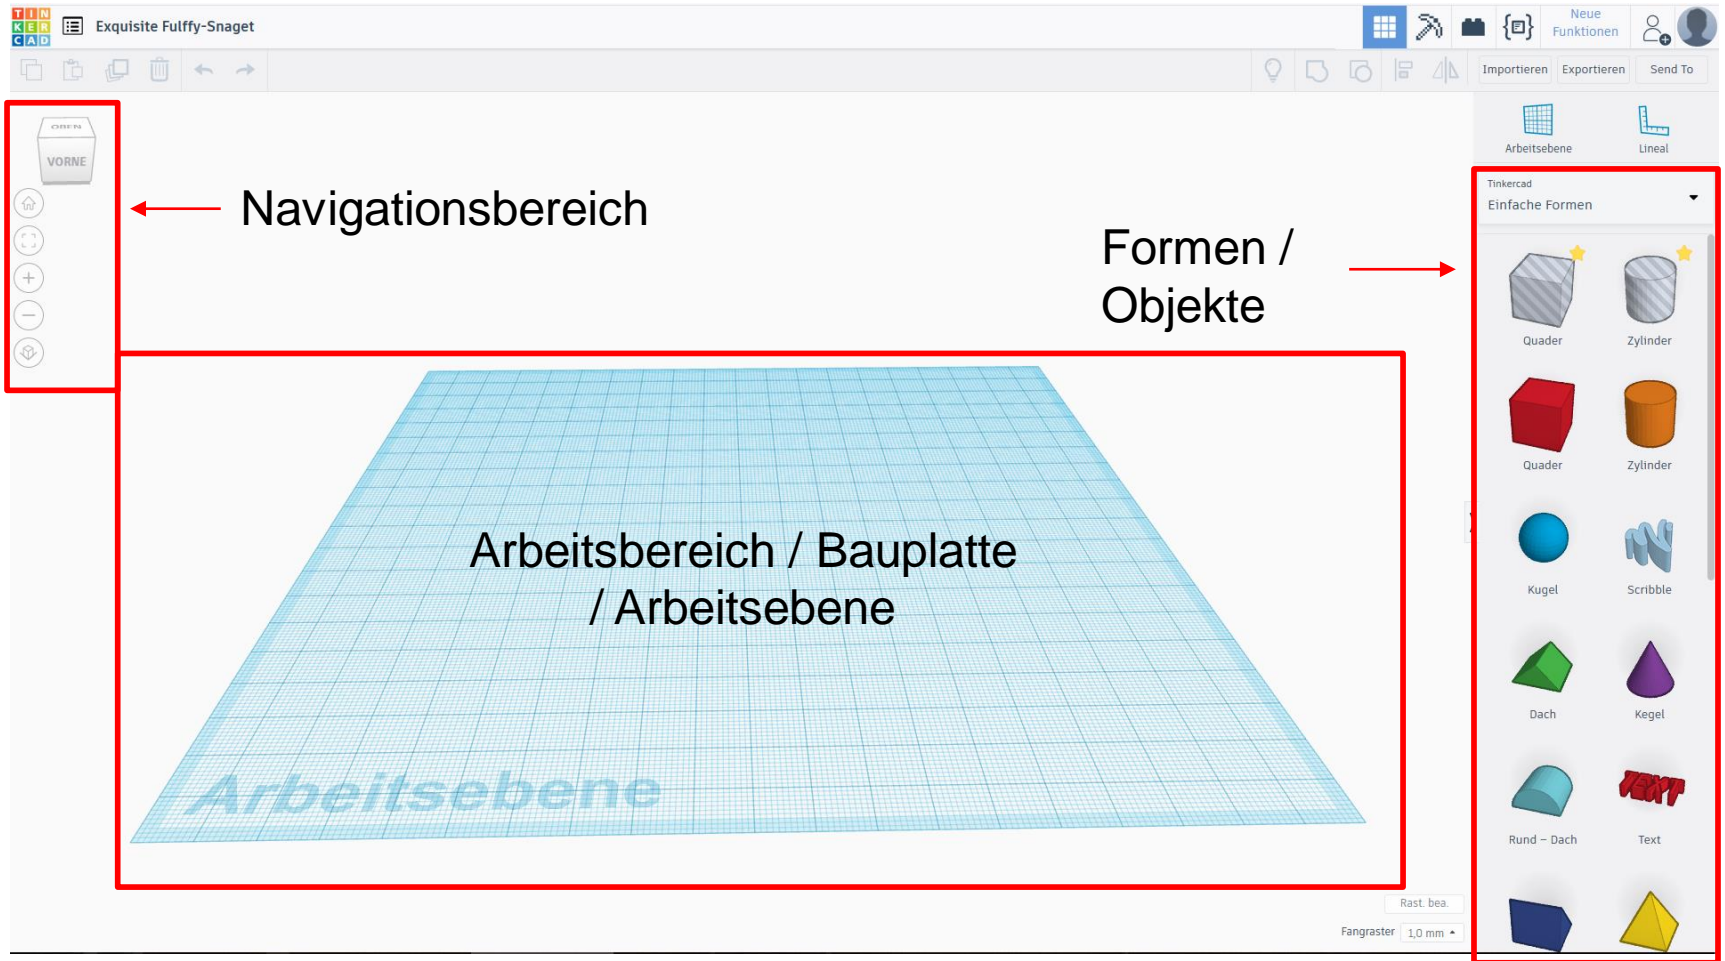 TIN
KER
CAD
Exquisite Fulffy-Snaget
Neue
Funktionen
Importieren
Exportieren
Send To
OBEN
VORNE
Arbeitsebene
Lineal
Navigationsbereich
Tinkercad
Einfache Formen
Formen /
Objekte
Quader
Zylinder
Quader
Zylinder
Arbeitsbereich / Bauplatte
/ Arbeitsebene
Kugel
Scribble
Dach
Kegel
Arbeitsebene
TEXT
Rund – Dach
Text
Rast. bea.
Fangraster
1,0 mm